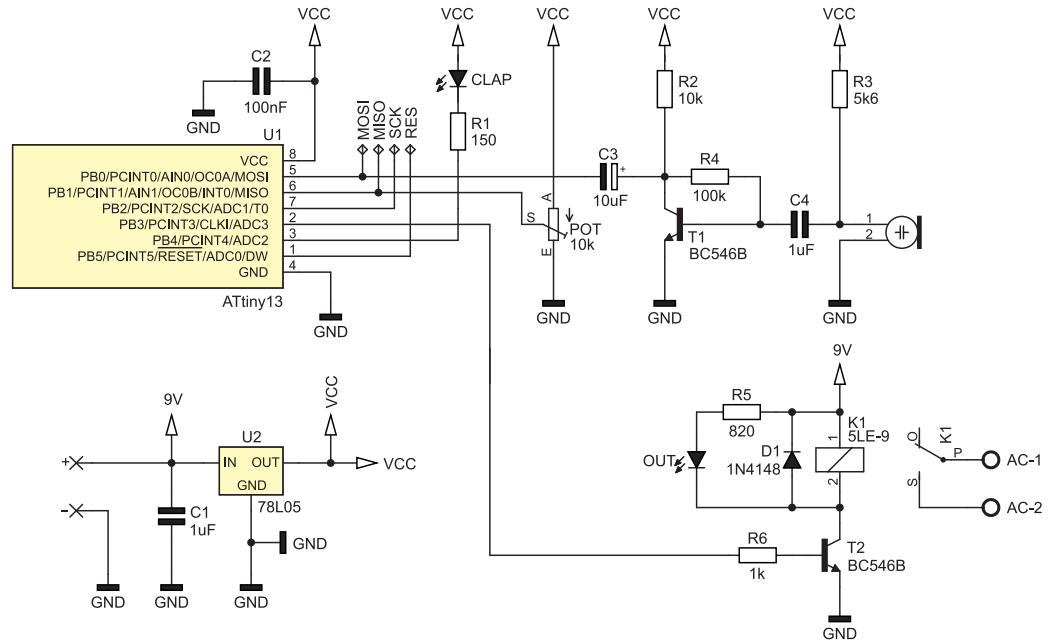 VCC
VCC
VCC
VCC
VCC
C2
100nF
GND
CLAP
R1
150
R2
10k
R3
5k6
MOSI
MISO
SCK
RES
U1
VCC
8
PB0/PCINT0/AIN0/OC0A/MOSI
5
PB1/PCINT1/AIN1/OC0B/INT0/MISO
6
PB2/PCINT2/SCK/ADC1/T0
7
PB3/PCINT3/CLKI/ADC3
2
PB4/PCINT4/ADC2
3
PB5/PCINT5/RESET/ADC0/DW
1
GND
4
ATtiny13
GND
A
S
E
POT
10k
GND
C3
+
10uF
R4
100k
T1
BC546B
GND
C4
1uF
1
2
GND
9V
U2
IN
OUT
GND
78L05
VCC
VCC
+
-
C1
1uF
GND
GND
GND
GND
9V
R5
820
OUT
D1
1N4148
K1
5LE-9
1
2
O
S
P
K1
AC-1
AC-2
R6
1k
T2
BC546B
GND